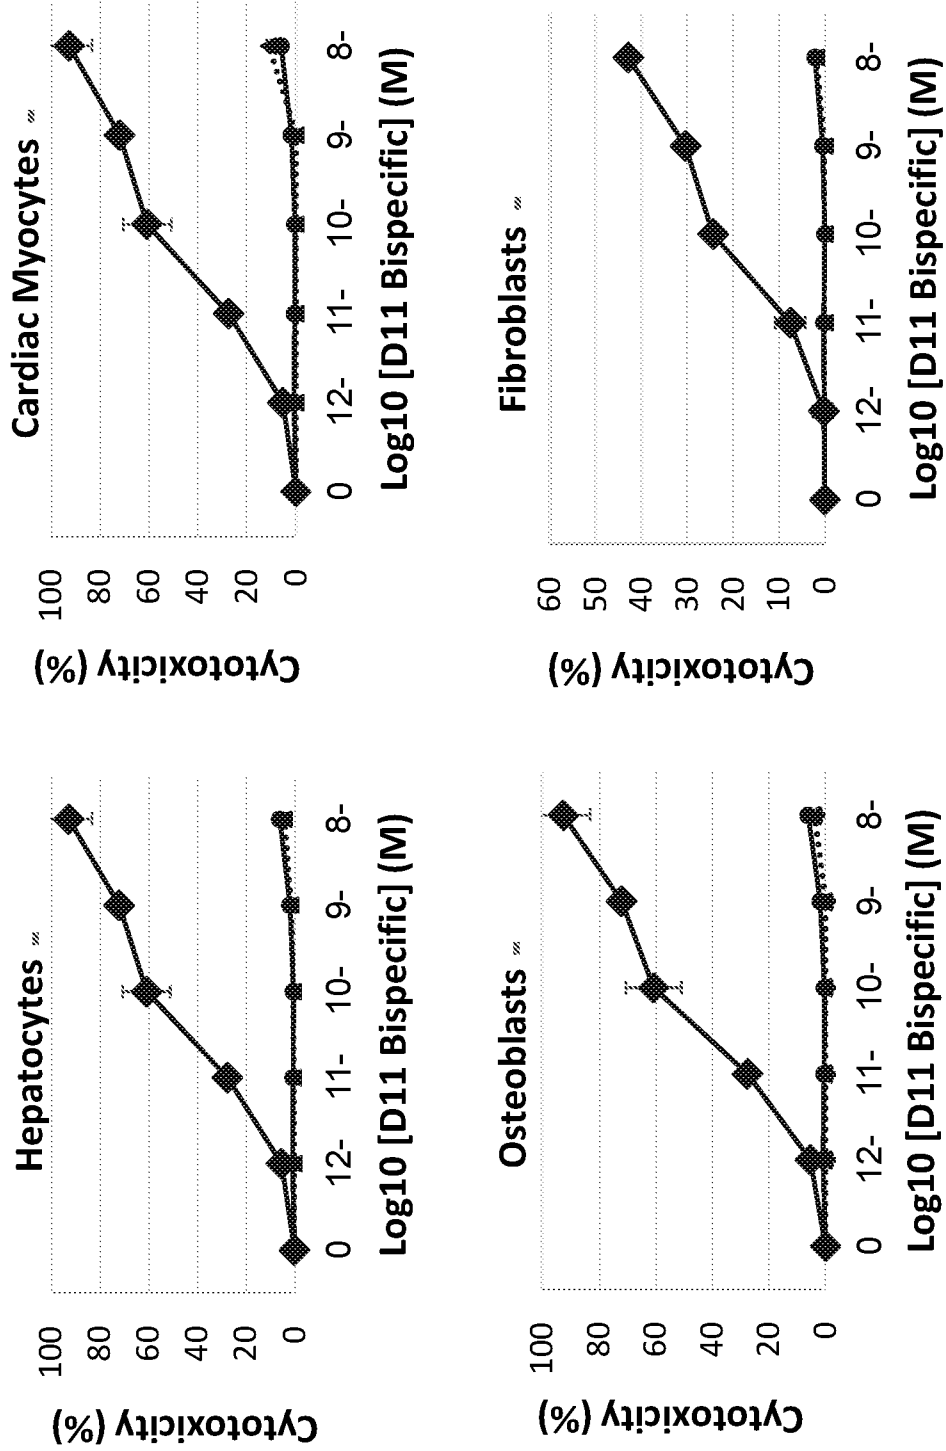 Hepatocytes
Cytotoxicity (%)
100
80
60
40
20
0
0 12- 11- 10- 9- 8-
Log10 [D11 Bispecific] (M)
Cardiac Myocytes
Cytotoxicity (%)
100
80
60
40
20
0
0 12- 11- 10- 9- 8-
Log10 [D11 Bispecific] (M)
Osteoblasts
Cytotoxicity (%)
100
80
60
40
20
0
0 12- 11- 10- 9- 8-
Log10 [D11 Bispecific] (M)
Fibroblasts
Cytotoxicity (%)
60
50
40
30
20
10
0
0 12- 11- 10- 9- 8-
Log10 [D11 Bispecific] (M)